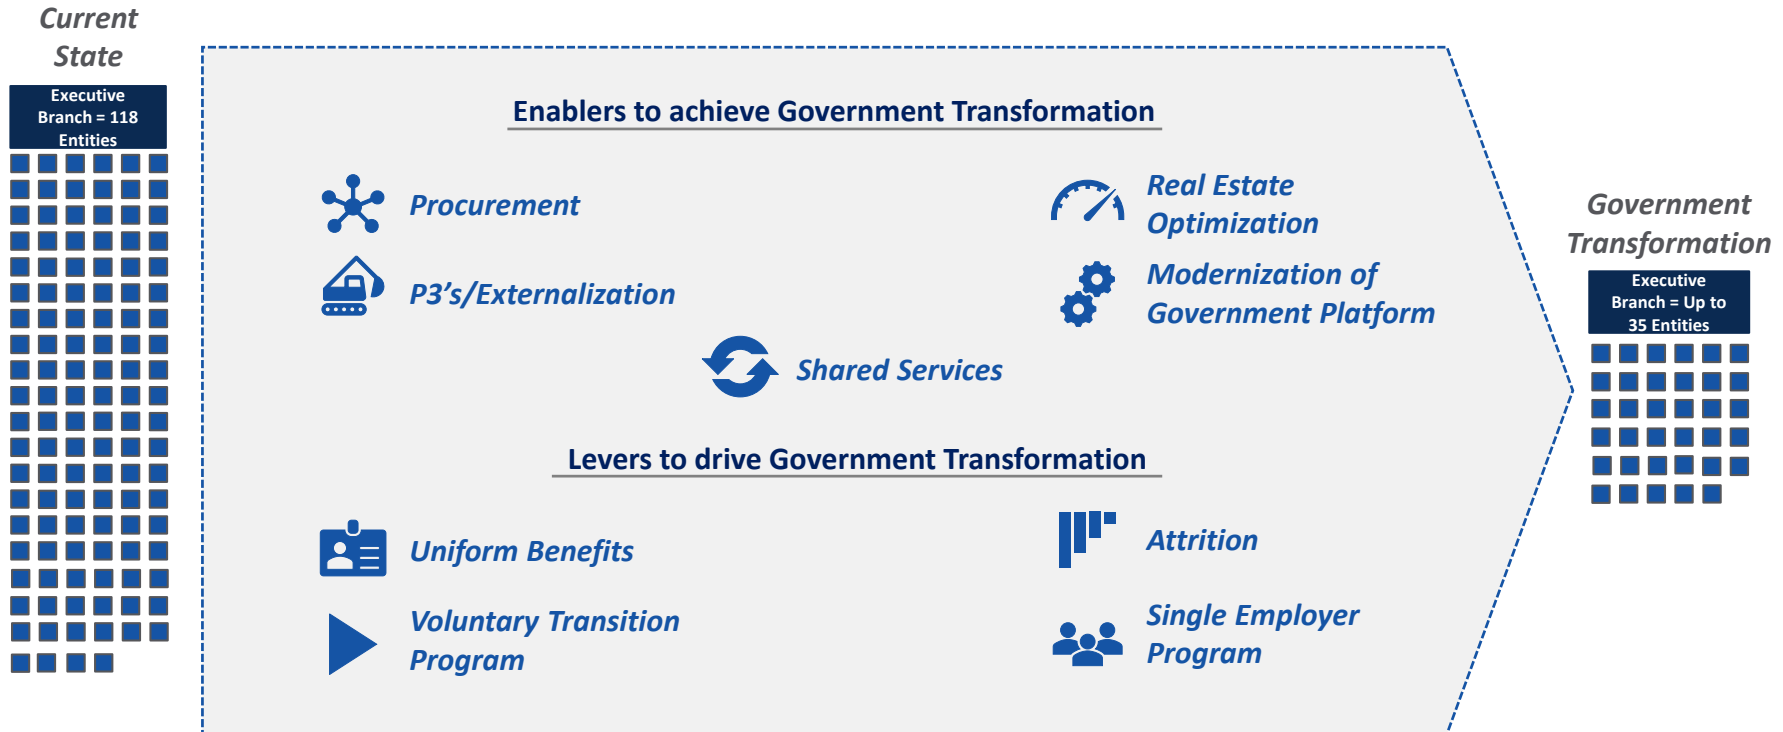 Current
State
Executive
Branch = 118
Entities
Enablers to achieve Government Transformation
Procurement
P3's/Externalization
Real Estate
Optimization
Modernization of
Government Platform
Shared Services
Levers to drive Government Transformation
Uniform Benefits
Voluntary Transition
Program
Attrition
Single Employer
Program
Government
Transformation
Executive
Branch = Up to
35 Entities